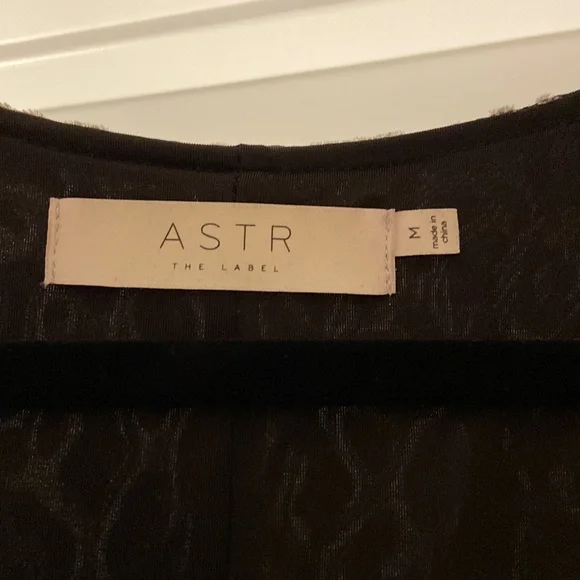 ASTR
THE LABEL
M
made in
china